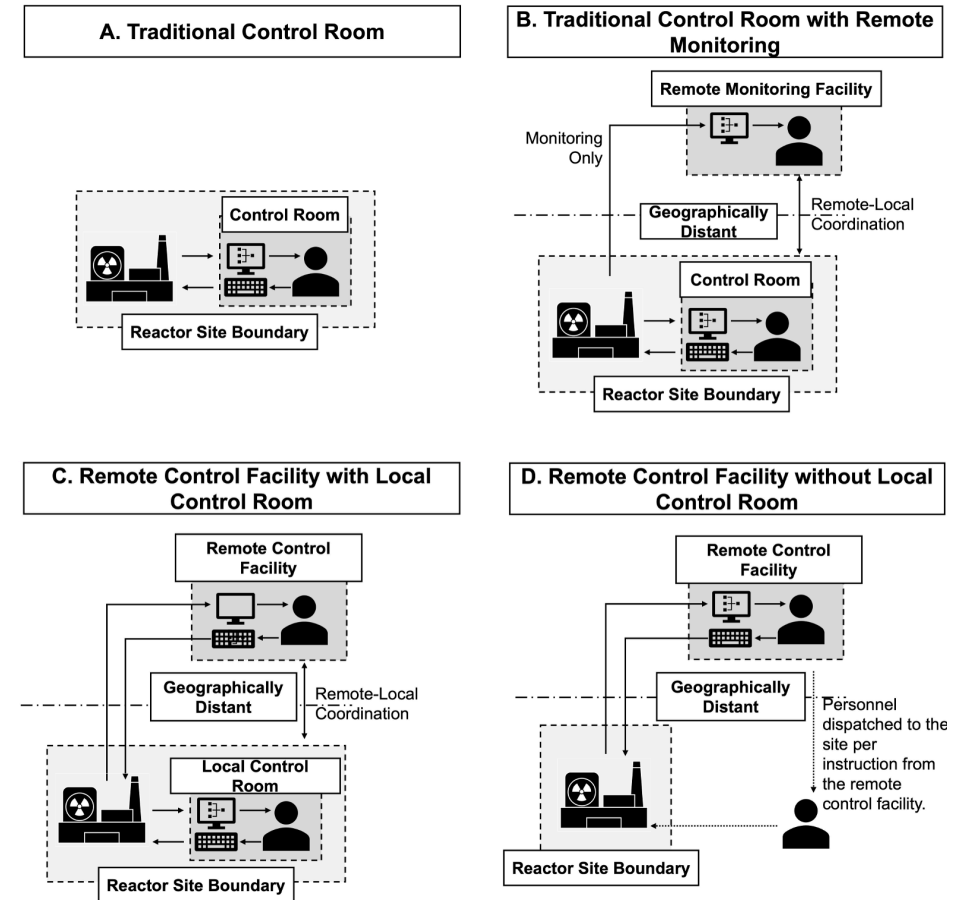 A. Traditional Control Room
Control Room
Reactor Site Boundary
B. Traditional Control Room with Remote
Monitoring
Remote Monitoring Facility
Monitoring
Only
Geographically
Distant
Remote-Local
Coordination
Control Room
Reactor Site Boundary
C. Remote Control Facility with Local
Control Room
Remote Control
Facility
Geographically
Distant
Remote-Local
Coordination
Local Control
Room
Reactor Site Boundary
D. Remote Control Facility without Local
Control Room
Remote Control
Facility
Geographically
Distant
Personnel
dispatched to the
site per
instruction from
the remote
control facility.
Reactor Site Boundary